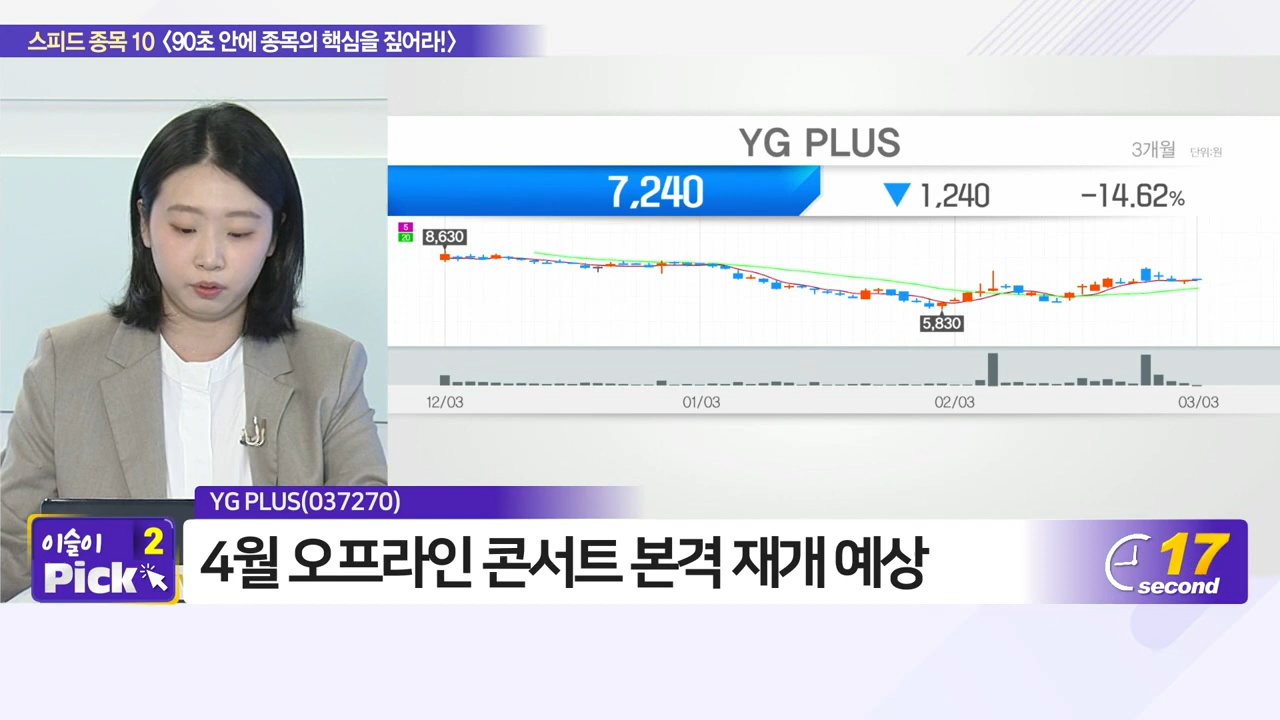 스피드 종목 10 〈90초 안에 종목의 핵심을 짚어라!〉
YG PLUS
3개월 단위:원
7,240 ▼ 1,240 -14.62%
5
20
8,630
5,830
12/03 01/03 02/03 03/03
YG PLUS(037270)
이슬이 2
Pick
4월 오프라인 콘서트 본격 재개 예상
17
second